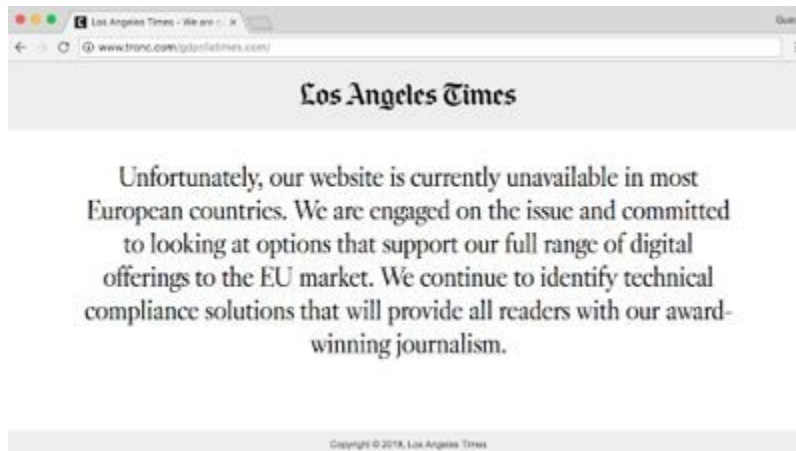 Los Angeles Times - We are c
Gues
www.tronc.com/gdpr/latimes.com/
Los Angeles Times
Unfortunately, our website is currently unavailable in most
European countries. We are engaged on the issue and committed
to looking at options that support our full range of digital
offerings to the EU market. We continue to identify technical
compliance solutions that will provide all readers with our award-
winning journalism.
Copyright © 2018, Los Angeles Times